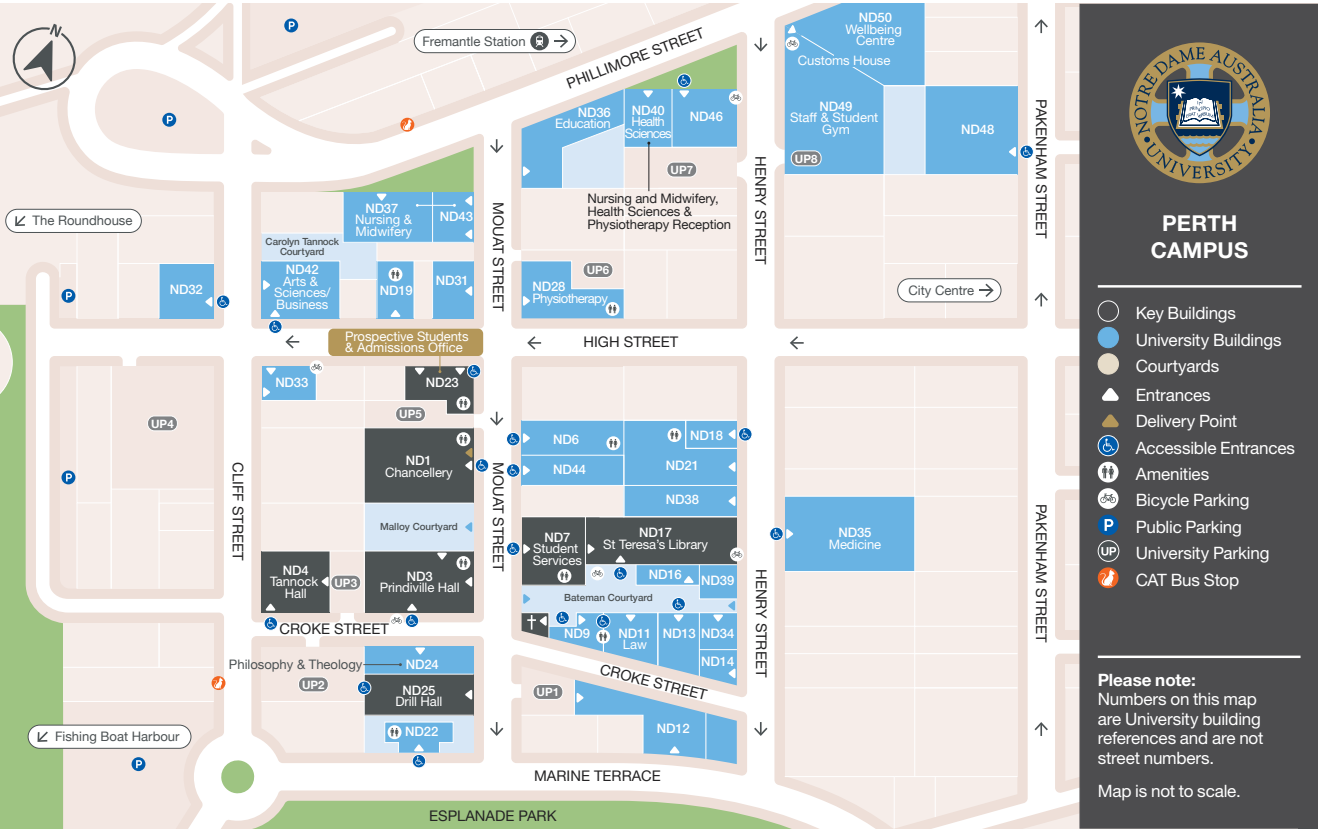 N
P
Fremantle Station →
PHILLIMORE STREET
ND50
Wellbeing
Centre
Customs House
ND49
Staff & Student
Gym
UP8
ND48
PAKENHAM STREET
P
ND36
Education
ND40
Health
Sciences
ND46
UP7
Nursing and Midwifery,
Health Sciences &
Physiotherapy Reception
HENRY STREET
The Roundhouse
ND37
Nursing &
Midwifery
ND43
MOUAT STREET
Carolyn Tannock
Courtyard
ND42
Arts &
Sciences/
Business
ND19
ND31
ND32
P
UP6
ND28
Physiotherapy
City Centre →
Prospective Students
& Admissions Office
HIGH STREET
ND33
ND23
UP5
UP4
P
CLIFF STREET
ND1
Chancellery
Malloy Courtyard
MOUAT STREET
ND6
ND44
ND18
ND21
ND38
ND7
Student
Services
ND17
St Teresa's Library
ND35
Medicine
PAKENHAM STREET
ND4
Tannock
Hall
UP3
ND3
Prindiville Hall
ND16
ND39
Bateman Courtyard
HENRY STREET
CROKE STREET
ND9
ND11
Law
ND13
ND34
ND14
Philosophy & Theology
ND24
UP2
ND25
Drill Hall
ND22
CROKE STREET
UP1
ND12
Fishing Boat Harbour
P
MARINE TERRACE
ESPLANADE PARK
NOTRE DAME AUSTRALIA
UNIVERSITY
PERTH
CAMPUS
Key Buildings
University Buildings
Courtyards
Entrances
Delivery Point
Accessible Entrances
Amenities
Bicycle Parking
P Public Parking
UP University Parking
CAT Bus Stop
Please note:
Numbers on this map
are University building
references and are not
street numbers.
Map is not to scale.